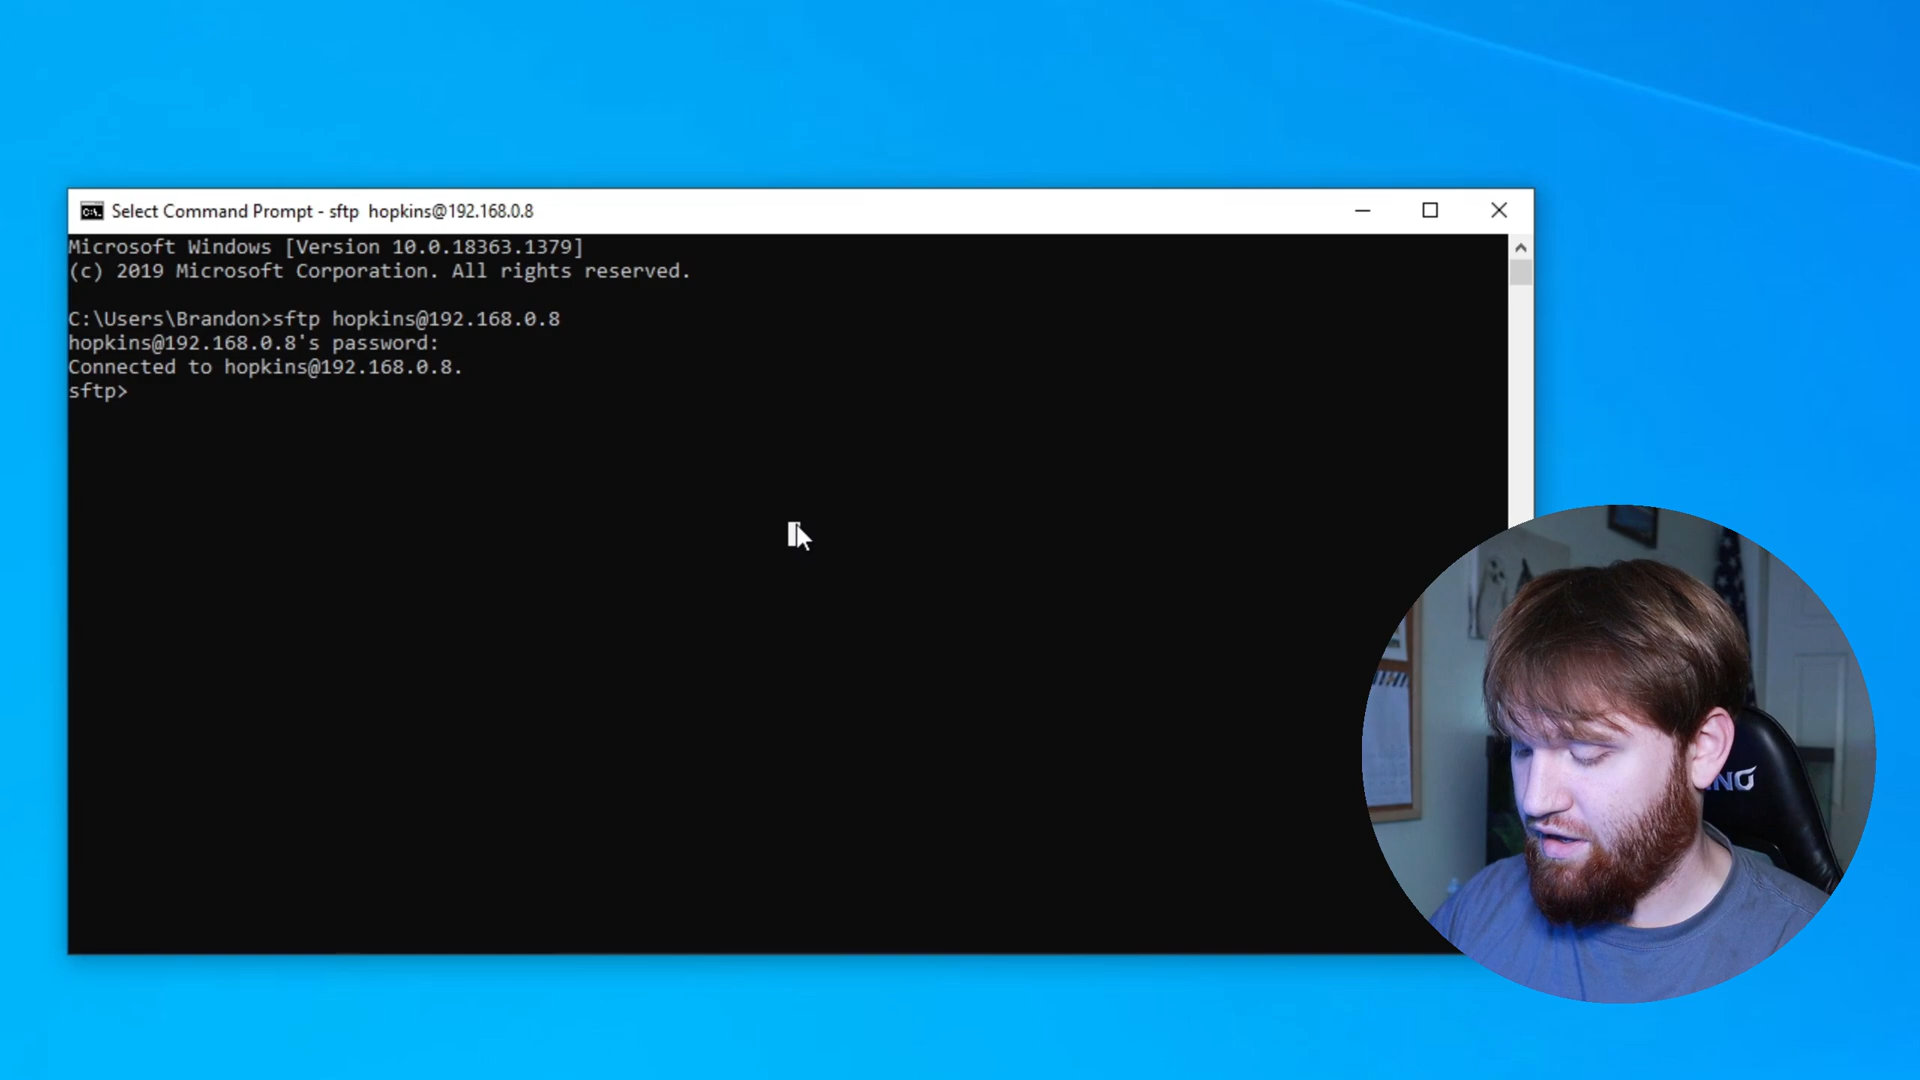 Select Command Prompt - sftp  hopkins@192.168.0.8
Microsoft Windows [Version 10.0.18363.1379]
(c) 2019 Microsoft Corporation. All rights reserved.
C:\Users\Brandon>sftp hopkins@192.168.0.8
hopkins@192.168.0.8's password:
Connected to hopkins@192.168.0.8.
sftp>